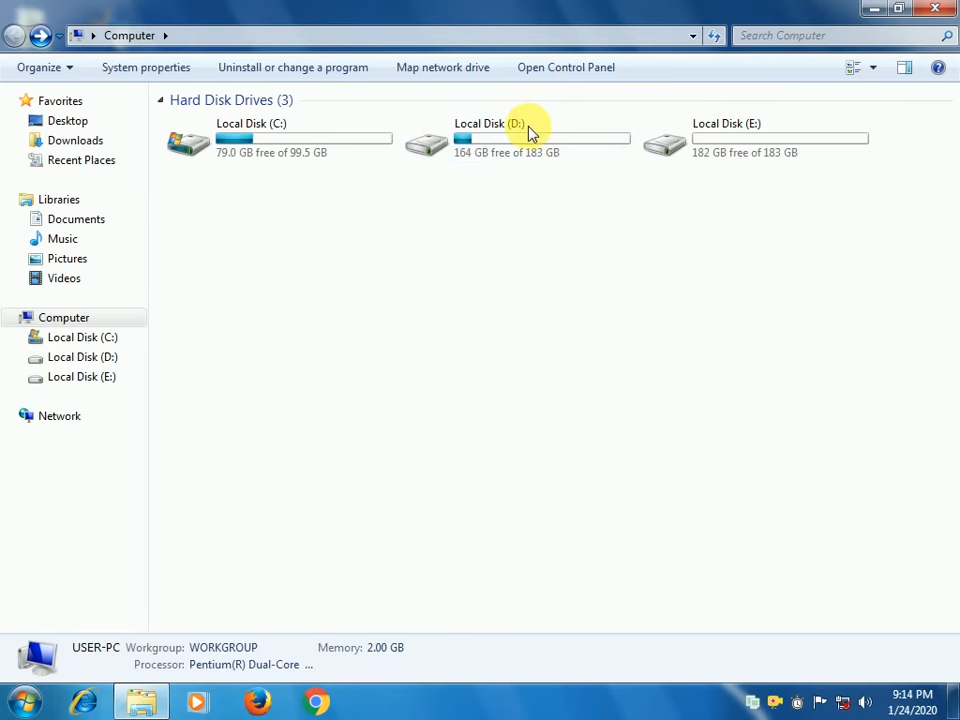 Computer
Search Computer
Organize
System properties
Uninstall or change a program
Map network drive
Open Control Panel
Favorites
Desktop
Downloads
Recent Places
Libraries
Documents
Music
Pictures
Videos
Computer
Local Disk (C:)
Local Disk (D:)
Local Disk (E:)
Network
Hard Disk Drives (3)
Local Disk (C:)
79.0 GB free of 99.5 GB
Local Disk (D:)
164 GB free of 183 GB
Local Disk (E:)
182 GB free of 183 GB
USER-PC Workgroup: WORKGROUP Memory: 2.00 GB
Processor: Pentium(R) Dual-Core ...
9:14 PM
1/24/2020